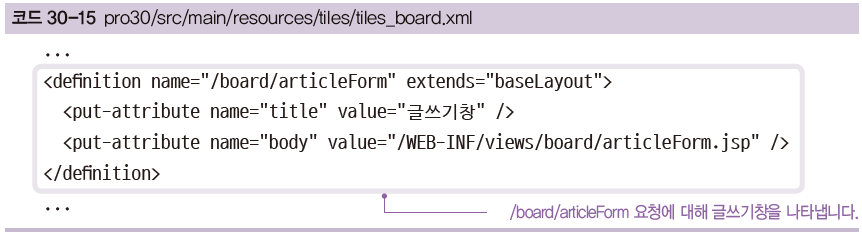 코드 30-15 pro30/src/main/resources/tiles/tiles_board.xml
...
<definition name="/board/articleForm" extends="baseLayout">
<put-attribute name="title" value="글쓰기창" />
<put-attribute name="body" value="/WEB-INF/views/board/articleForm.jsp" />
</definition>
...
/board/articleForm 요청에 대해 글쓰기창을 나타냅니다.